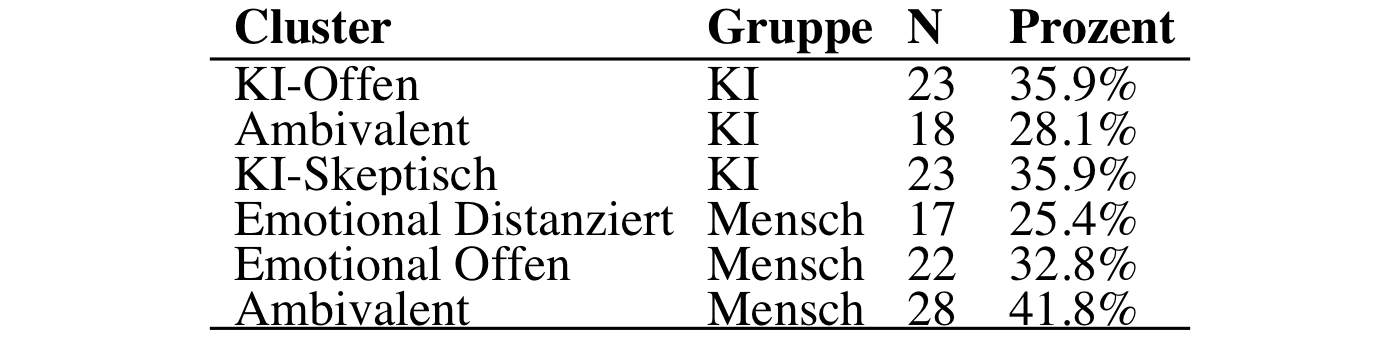 Cluster Gruppe N Prozent
KI-Offen KI 23 35.9%
Ambivalent KI 18 28.1%
KI-Skeptisch KI 23 35.9%
Emotional Distanziert Mensch 17 25.4%
Emotional Offen Mensch 22 32.8%
Ambivalent Mensch 28 41.8%